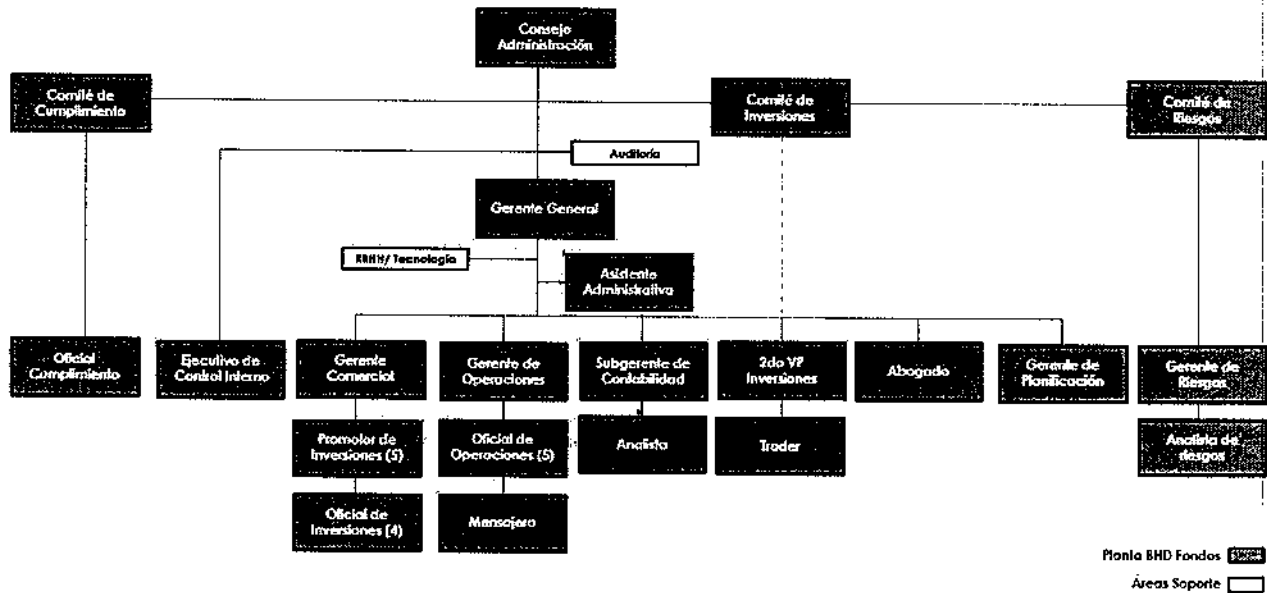 Consejo
Administración
Comité de
Cumplimiento
Comité de
Inversiones
Comité de
Riesgos
Auditoría
Gerente General
RRHH/ Tecnología
Asistente
Administrativa
Oficial
Cumplimiento
Ejecutivo de
Control Interno
Gerente
Comercial
Gerente de
Operaciones
Subgerente de
Contabilidad
2do VP
Inversiones
Abogado
Gerente de
Planificación
Gerente de
Riesgos
Promotor de
Inversiones (5)
Oficial de
Operaciones (5)
Analista
Trader
Analista de
riesgos
Oficial de
Inversiones (4)
Mensajero
Planta BHD Fondos
Áreas Soporte